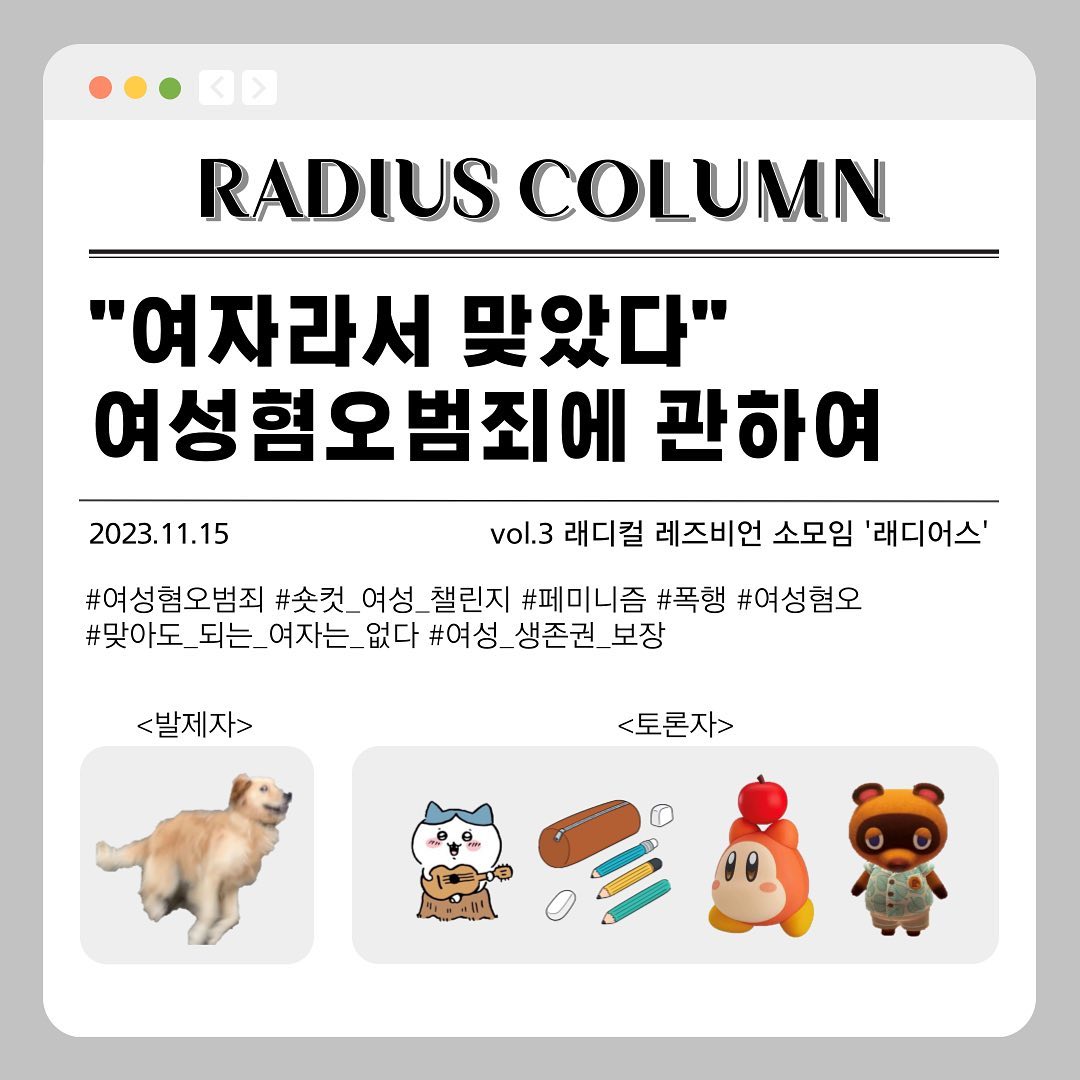 RADIUS COLUMN
"여자라서 맞았다"
여성혐오범죄에 관하여
2023.11.15
vol.3 래디컬 레즈비언 소모임 '래디어스'
#여성혐오범죄 #숏컷_여성_챌린지 #페미니즘 #폭행 #여성혐오
#맞아도_되는_여자는_없다 #여성_생존권_보장
<발제자>
<토론자>